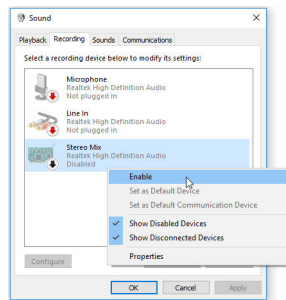 Sound
Playback Recording Sounds Communications
Select a recording device below to modify its settings:
Microphone
Realtek High Definition Audio
Not plugged in
Line In
Realtek High Definition Audio
Not plugged in
Stereo Mix
Realtek High Definition Audio
Disabled
Enable
Set as Default Device
Set as Default Communication Device
Show Disabled Devices
Show Disconnected Devices
Properties
Configure
OK Cancel Apply